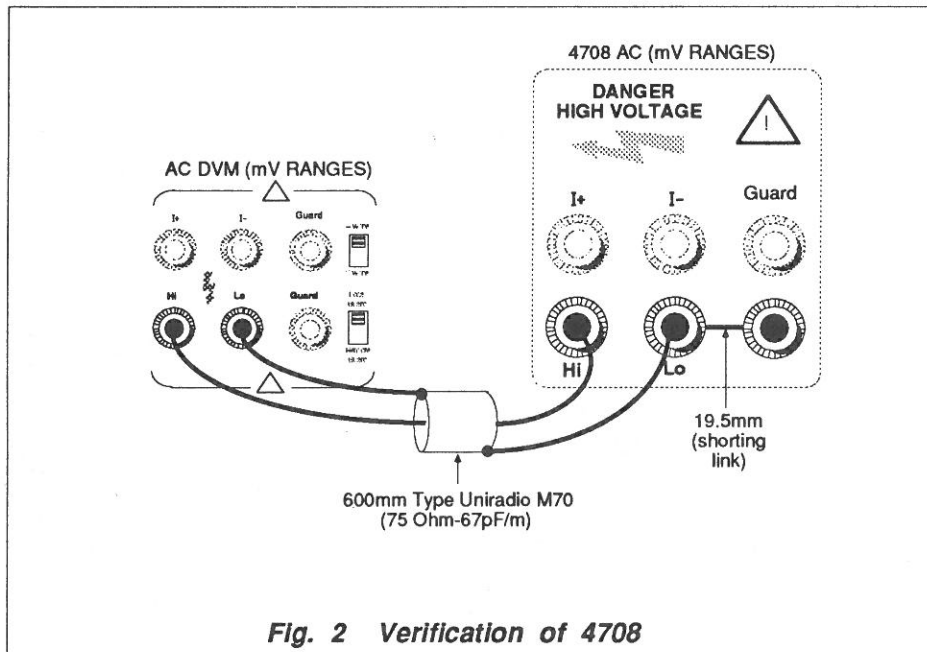 4708 AC (mV RANGES)
DANGER
HIGH VOLTAGE
!
I+
I-
Guard
Hi
Lo
19.5mm
(shorting
link)
AC DVM (mV RANGES)
I+
I-
Guard
Hi
Lo
Guard
600mm Type Uniradio M70
(75 Ohm-67pF/m)
Fig. 2 Verification of 4708